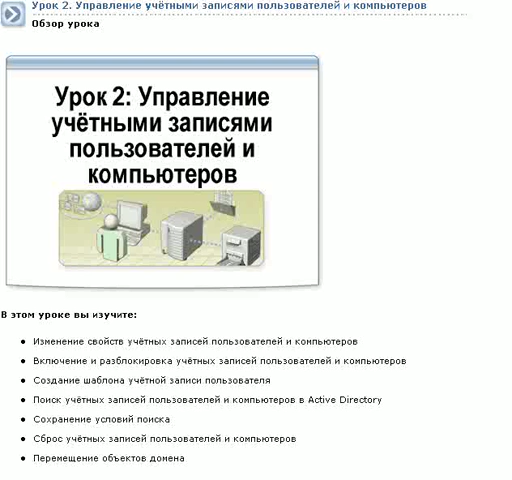 Урок 2. Управление учётными записями пользователей и компьютеров
Обзор урока
Урок 2: Управление
учётными записями
пользователей и
компьютеров
В этом уроке вы изучите:
Изменение свойств учётных записей пользователей и компьютеров
Включение и разблокировка учётных записей пользователей и компьютеров
Создание шаблона учётной записи пользователя
Поиск учётных записей пользователей и компьютеров в Active Directory
Сохранение условий поиска
Сброс учётных записей пользователей и компьютеров
Перемещение объектов домена